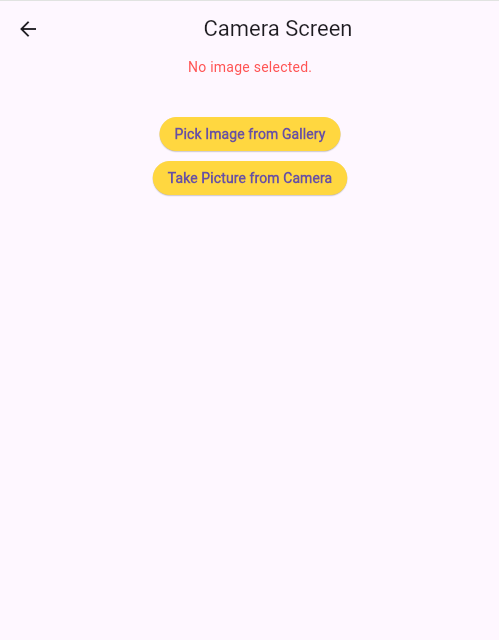 Camera Screen
No image selected.
Pick Image from Gallery
Take Picture from Camera